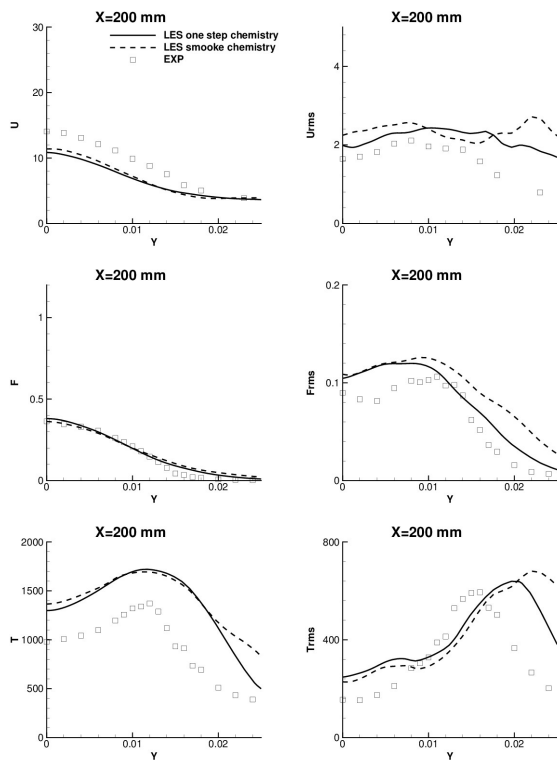 X=200 mm
30
20
10
0
U
0
0.01
0.02
Y
LES one step chemistry
LES smooke chemistry
EXP
X=200 mm
4
2
0
Urms
0
0.01
0.02
Y
X=200 mm
1
0.5
0
F
0
0.01
0.02
Y
X=200 mm
0.2
0.1
0
Frms
0
0.01
0.02
Y
X=200 mm
2000
1500
1000
500
0
T
0
0.01
0.02
Y
X=200 mm
800
400
0
Trms
0
0.01
0.02
Y